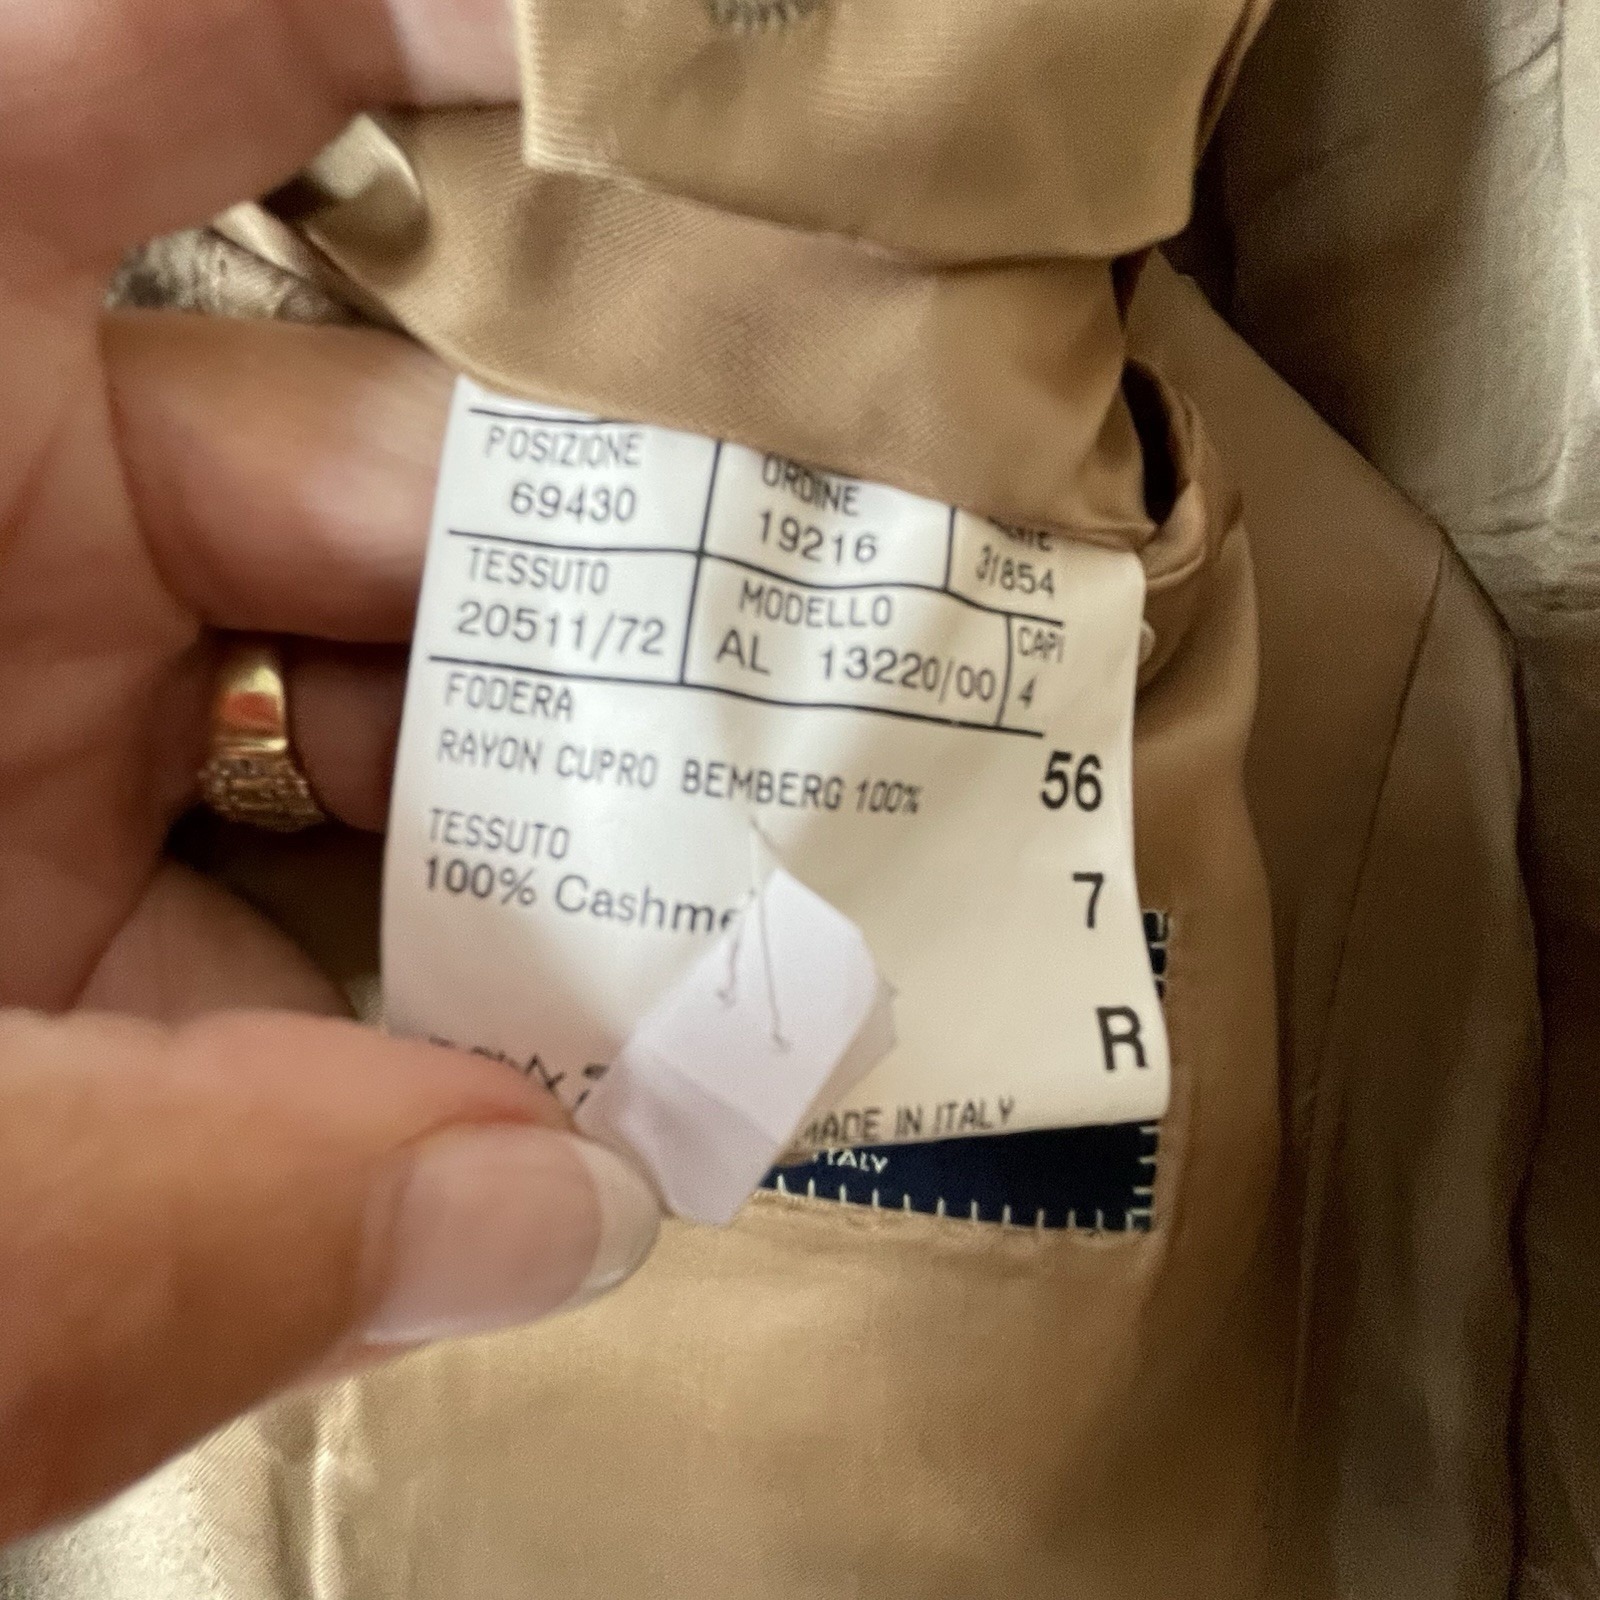 POSIZIONE ORDINE
69430 19216 3/854
TESSUTO MODELLO CAPI
20511/72 AL 13220/00 4
FODERA
RAYON CUPRO BEMBERG 100% 56
TESSUTO 7
100% Cashme
R
MADE IN ITALY
ITALY